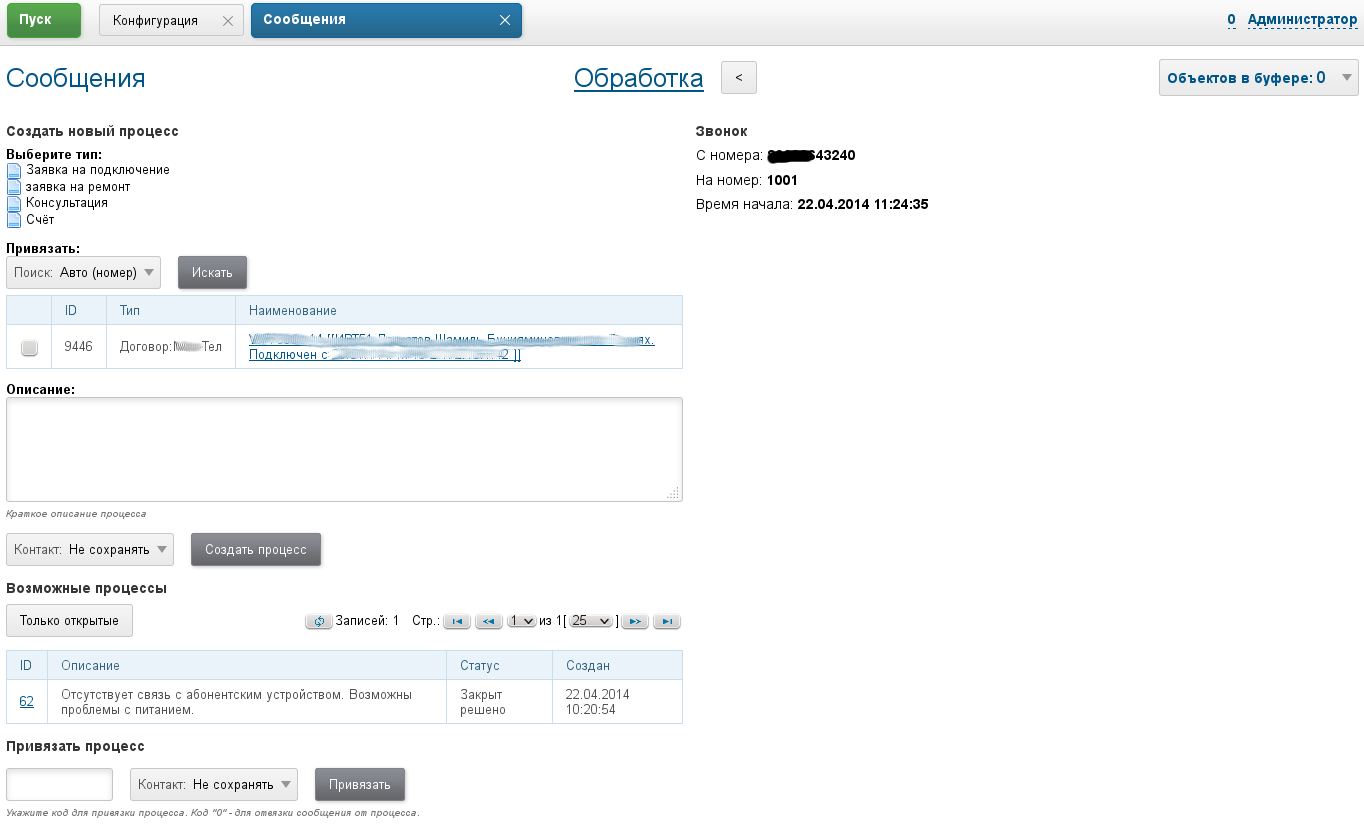 Пуск
Конфигурация
Сообщения
0 Администратор
Сообщения
Обработка
<
Объектов в буфере: 0
Создать новый процесс
Выберите тип:
Заявка на подключение
заявка на ремонт
Консультация
Счёт
Привязать:
Поиск: Авто (номер)
Искать
ID Тип Наименование
9446 Договор: Тел
Подключен с 2 ]]
Описание:
Краткое описание процесса
Контакт: Не сохранять
Создать процесс
Возможные процессы
Только открытые
Записей: 1 Стр.: 1 из 1[ 25 ]
ID Описание Статус Создан
62 Отсутствует связь с абонентским устройством. Возможны проблемы с питанием. Закрыт решено 22.04.2014 10:20:54
Привязать процесс
Контакт: Не сохранять
Привязать
Укажите код для привязки процесса. Код "0" - для отвязки сообщения от процесса.
Звонок
С номера: 643240
На номер: 1001
Время начала: 22.04.2014 11:24:35